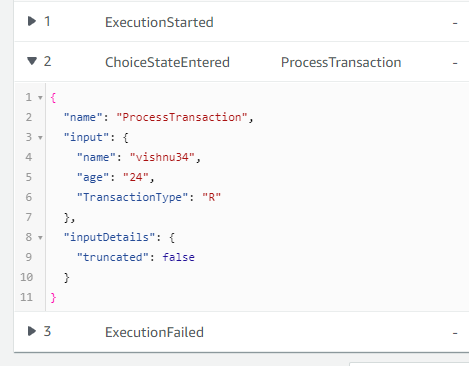 1 ExecutionStarted -
2 ChoiceStateEntered ProcessTransaction -
1 {
2 "name": "ProcessTransaction",
3 "input": {
4 "name": "vishnu34",
5 "age": "24",
6 "TransactionType": "R"
7 },
8 "inputDetails": {
9 "truncated": false
10 }
11 }
3 ExecutionFailed -